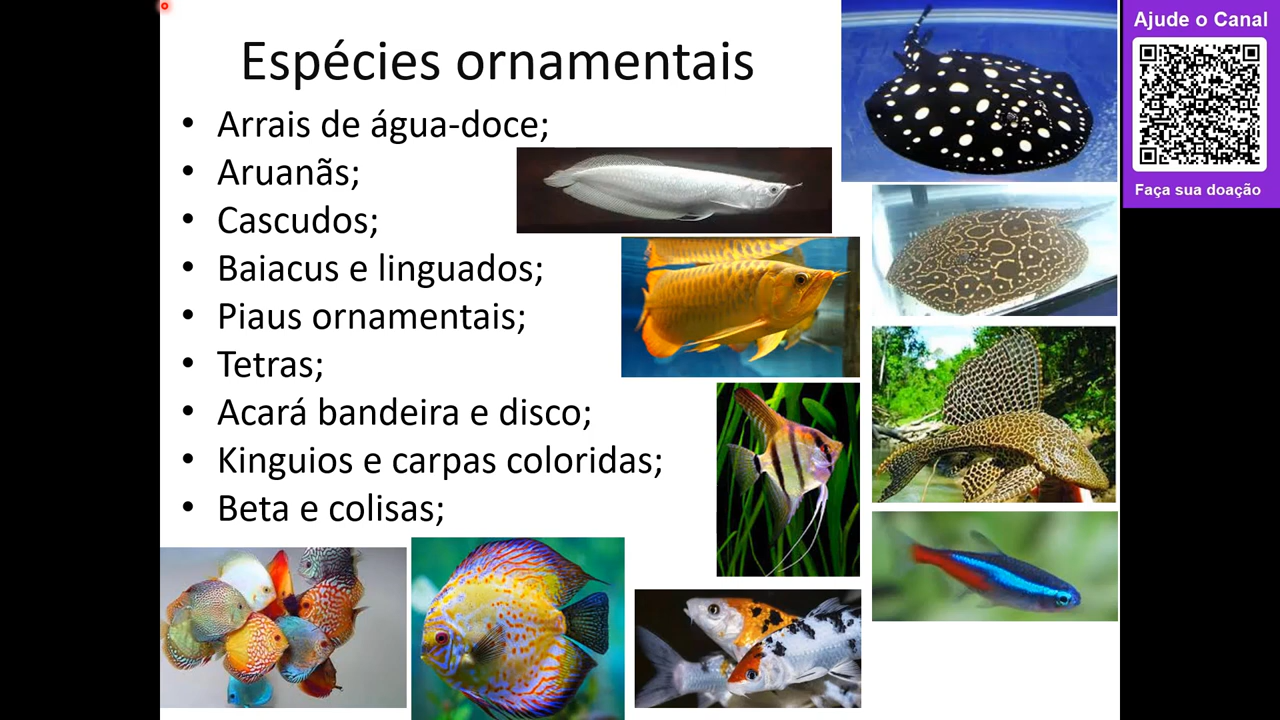 Espécies ornamentais
• Arrais de água-doce;
• Aruanãs;
• Cascudos;
• Baiacus e linguados;
• Piaus ornamentais;
• Tetras;
• Acará bandeira e disco;
• Kinguios e carpas coloridas;
• Beta e colisas;
Ajude o Canal
Faça sua doação